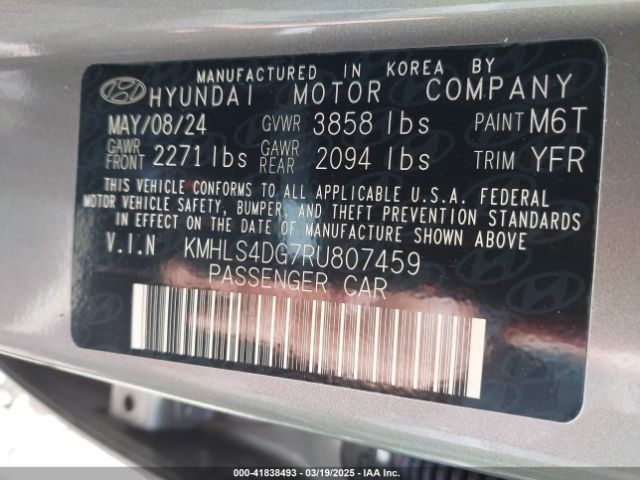 MANUFACTURED IN KOREA BY
HYUNDAI MOTOR COMPANY
MAY/08/24 GVWR 3858 lbs PAINT M6T
GAWR FRONT 2271 lbs GAWR REAR 2094 lbs TRIM YFR
THIS VEHICLE CONFORMS TO ALL APPLICABLE U.S.A. FEDERAL
MOTOR VEHICLE SAFETY, BUMPER, AND THEFT PREVENTION STANDARDS
IN EFFECT ON THE DATE OF MANUFACTURE SHOWN ABOVE
V.I.N KMHLS4DG7RU807459
PASSENGER CAR
© - 41838493 - 03/19/2025 - IAA Inc.